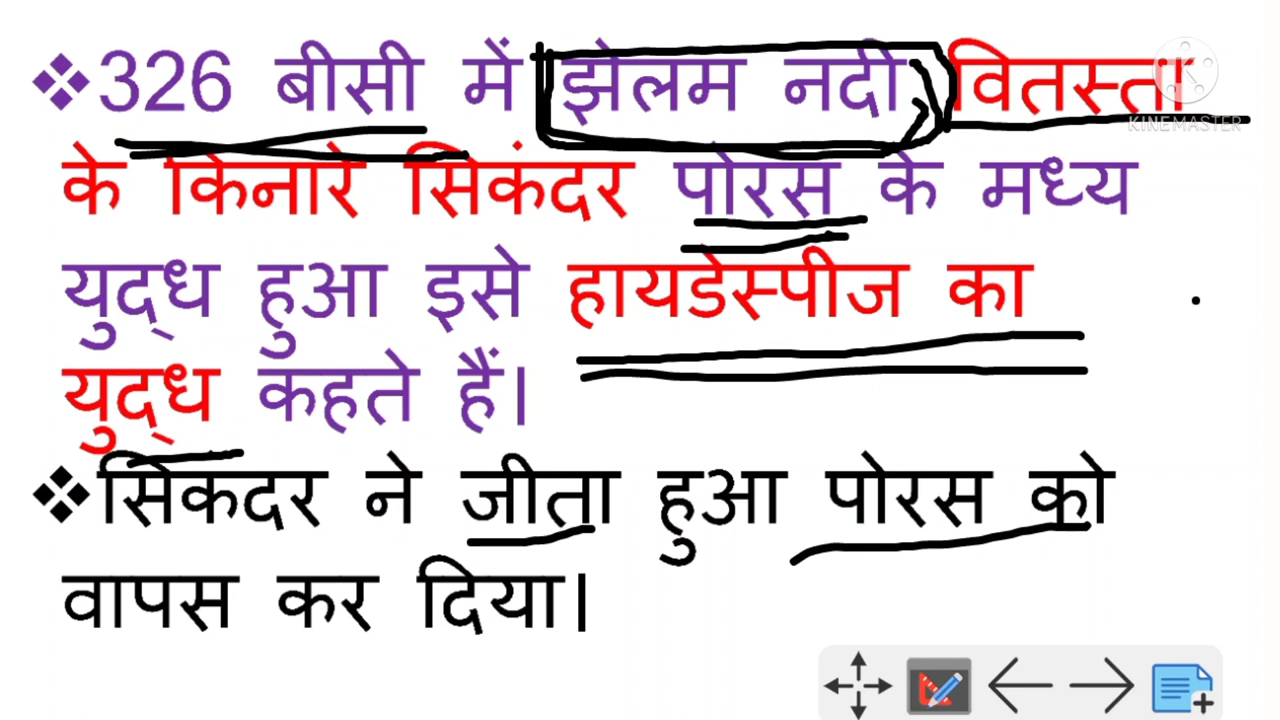 ❖326 बीसी में झेलम नदी, वितस्ता
KINEMASTER
के किनारे सिकंदर पोरस के मध्य
युद्ध हुआ इसे हायडेस्पीज का
युद्ध कहते हैं।
❖सिकंदर ने जीता हुआ पोरस को
वापस कर दिया।